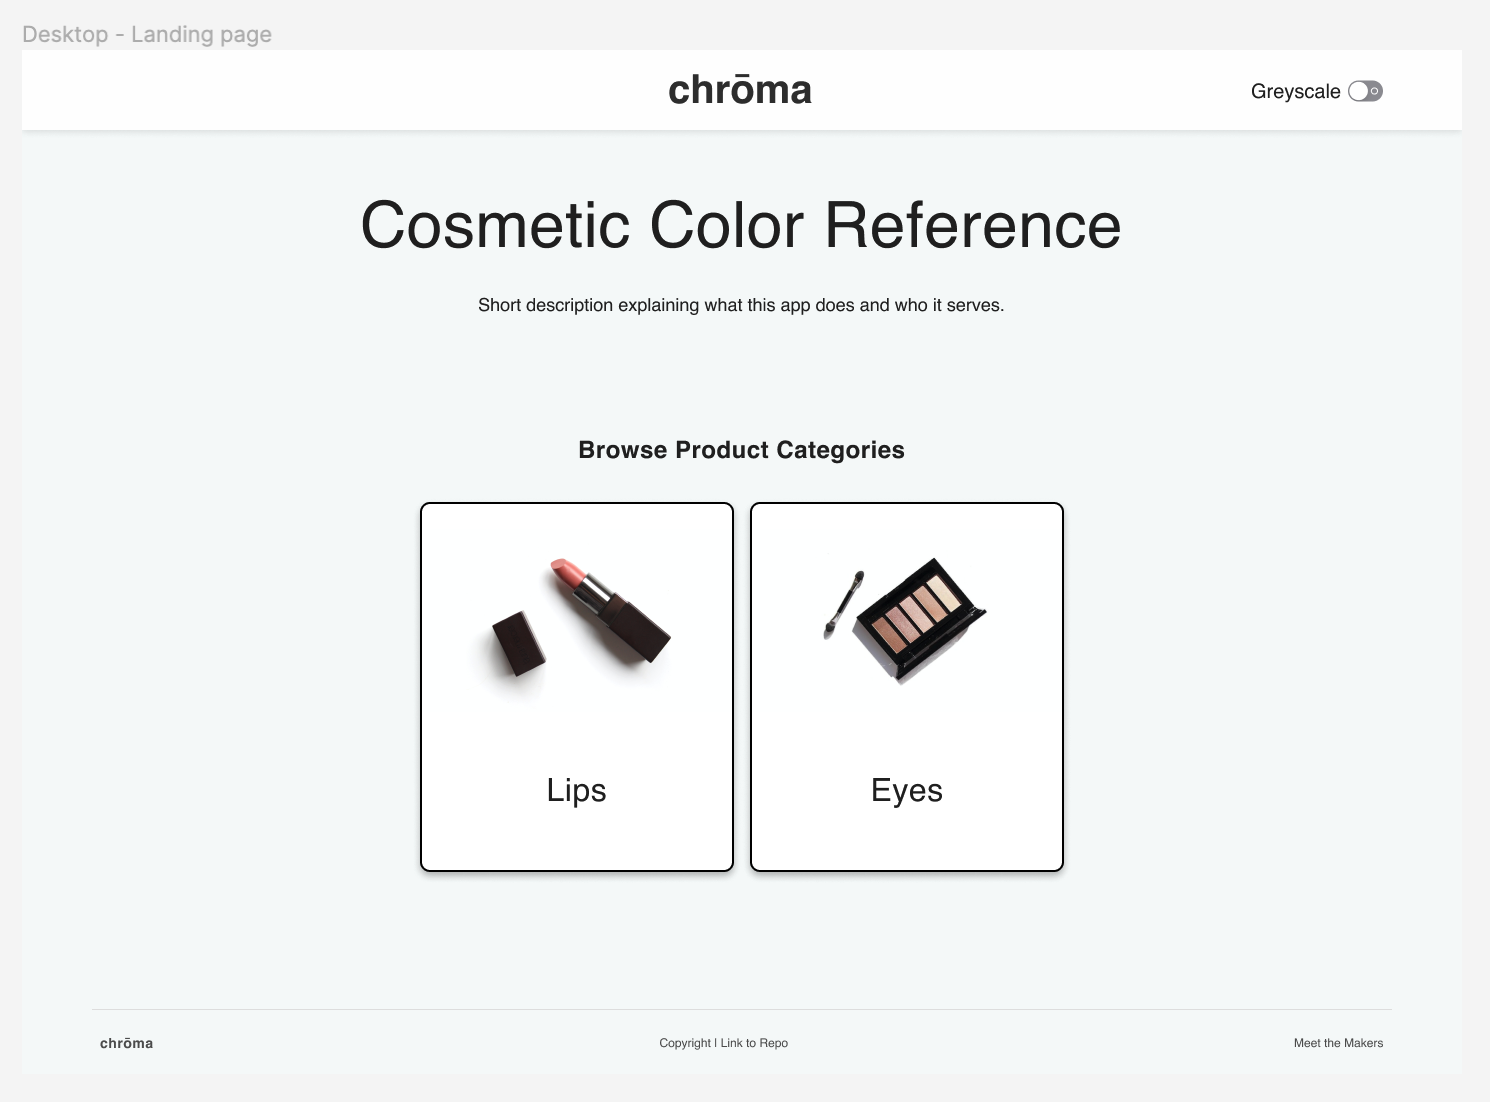 Desktop - Landing page
chrōma
Greyscale
Cosmetic Color Reference
Short description explaining what this app does and who it serves.
Browse Product Categories
Lips
Eyes
chrōma
Copyright | Link to Repo
Meet the Makers